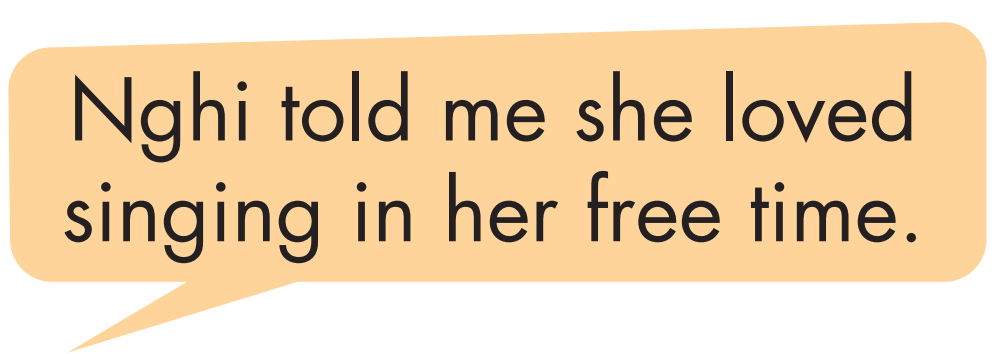 Nghi told me she loved
singing in her free time.